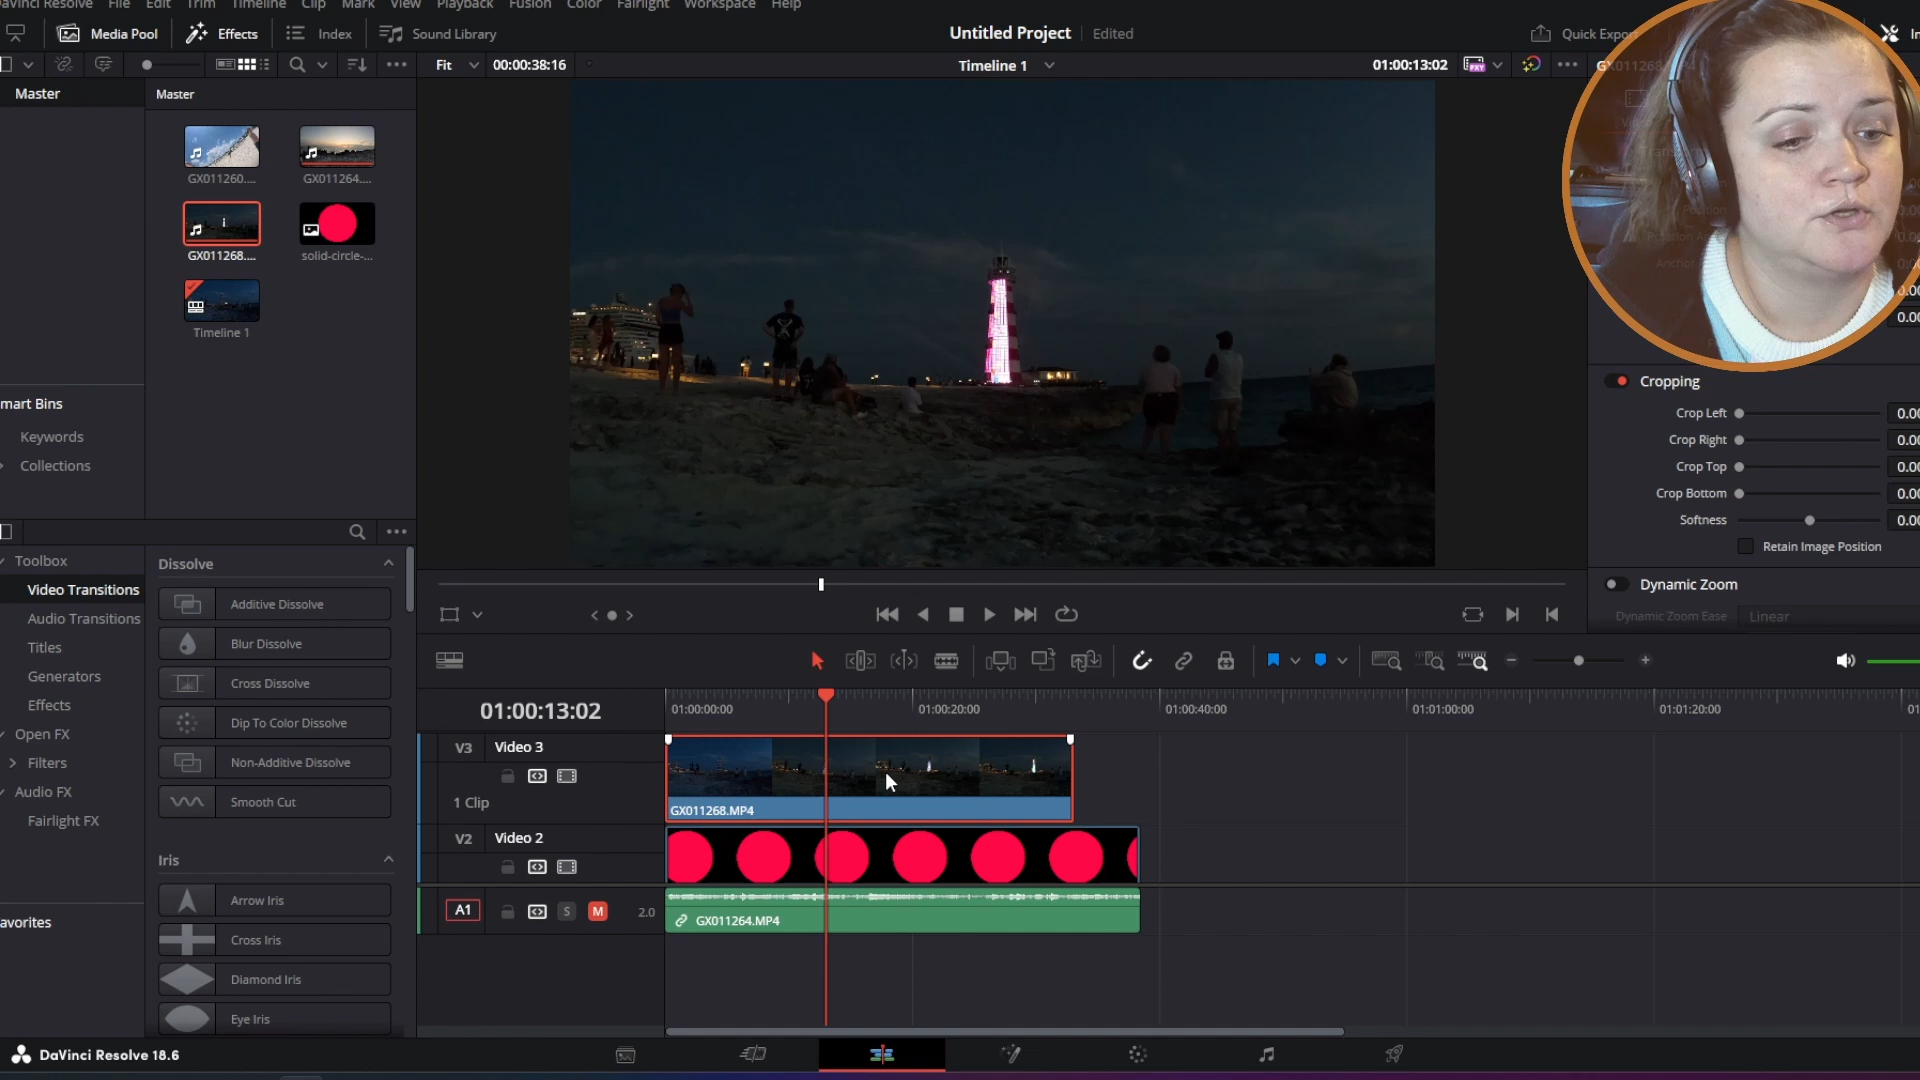 DaVinci Resolve File Edit Trim Timeline Clip Mark View Playback Fusion Color Fairlight Workspace Help
Media Pool Effects Index Sound Library Untitled Project Edited Quick Export
Fit 00:00:38:16 Timeline 1 01:00:13:02 PXY
Master Master
GX011260.... GX011264....
GX011268.... solid-circle-...
Timeline 1
mart Bins
Keywords
Collections
Cropping
Crop Left 0.00
Crop Right 0.00
Crop Top 0.00
Crop Bottom 0.00
Softness 0.00
Retain Image Position
Dynamic Zoom
Dynamic Zoom Ease Linear
Toolbox
Video Transitions
Audio Transitions
Titles
Generators
Effects
Open FX
Filters
Audio FX
Fairlight FX
avorites
Dissolve
Additive Dissolve
Blur Dissolve
Cross Dissolve
Dip To Color Dissolve
Non-Additive Dissolve
Smooth Cut
Iris
Arrow Iris
Cross Iris
Diamond Iris
Eye Iris
01:00:13:02 01:00:00:00 01:00:20:00 01:00:40:00 01:01:00:00 01:01:20:00
V3 Video 3
1 Clip
GX011268.MP4
V2 Video 2
A1 S M 2.0
GX011264.MP4
DaVinci Resolve 18.6